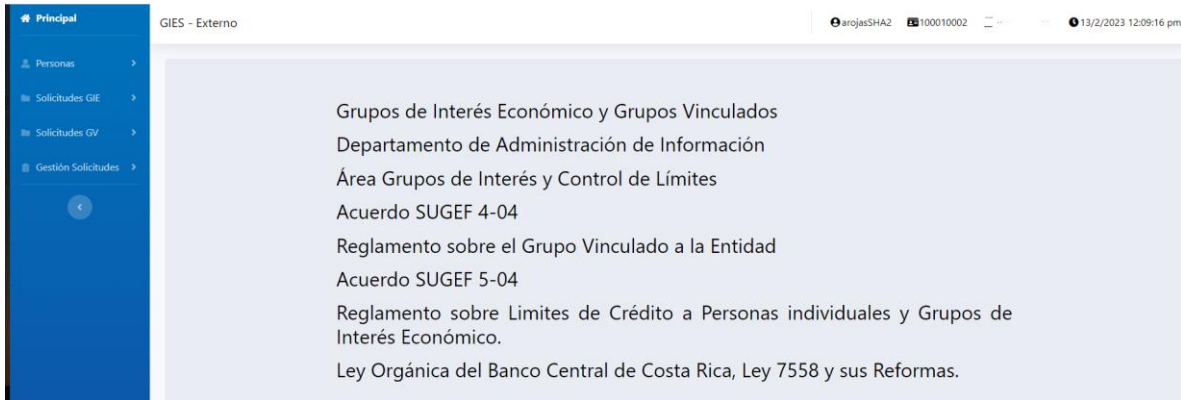 Principal
GIES - Externo
arojasSHA2 100010002 13/2/2023 12:09:16 pm
Personas
Solicitudes GIE
Solicitudes GV
Gestión Solicitudes
Grupos de Interés Económico y Grupos Vinculados
Departamento de Administración de Información
Área Grupos de Interés y Control de Límites
Acuerdo SUGEF 4-04
Reglamento sobre el Grupo Vinculado a la Entidad
Acuerdo SUGEF 5-04
Reglamento sobre Limites de Crédito a Personas individuales y Grupos de
Interés Económico.
Ley Orgánica del Banco Central de Costa Rica, Ley 7558 y sus Reformas.